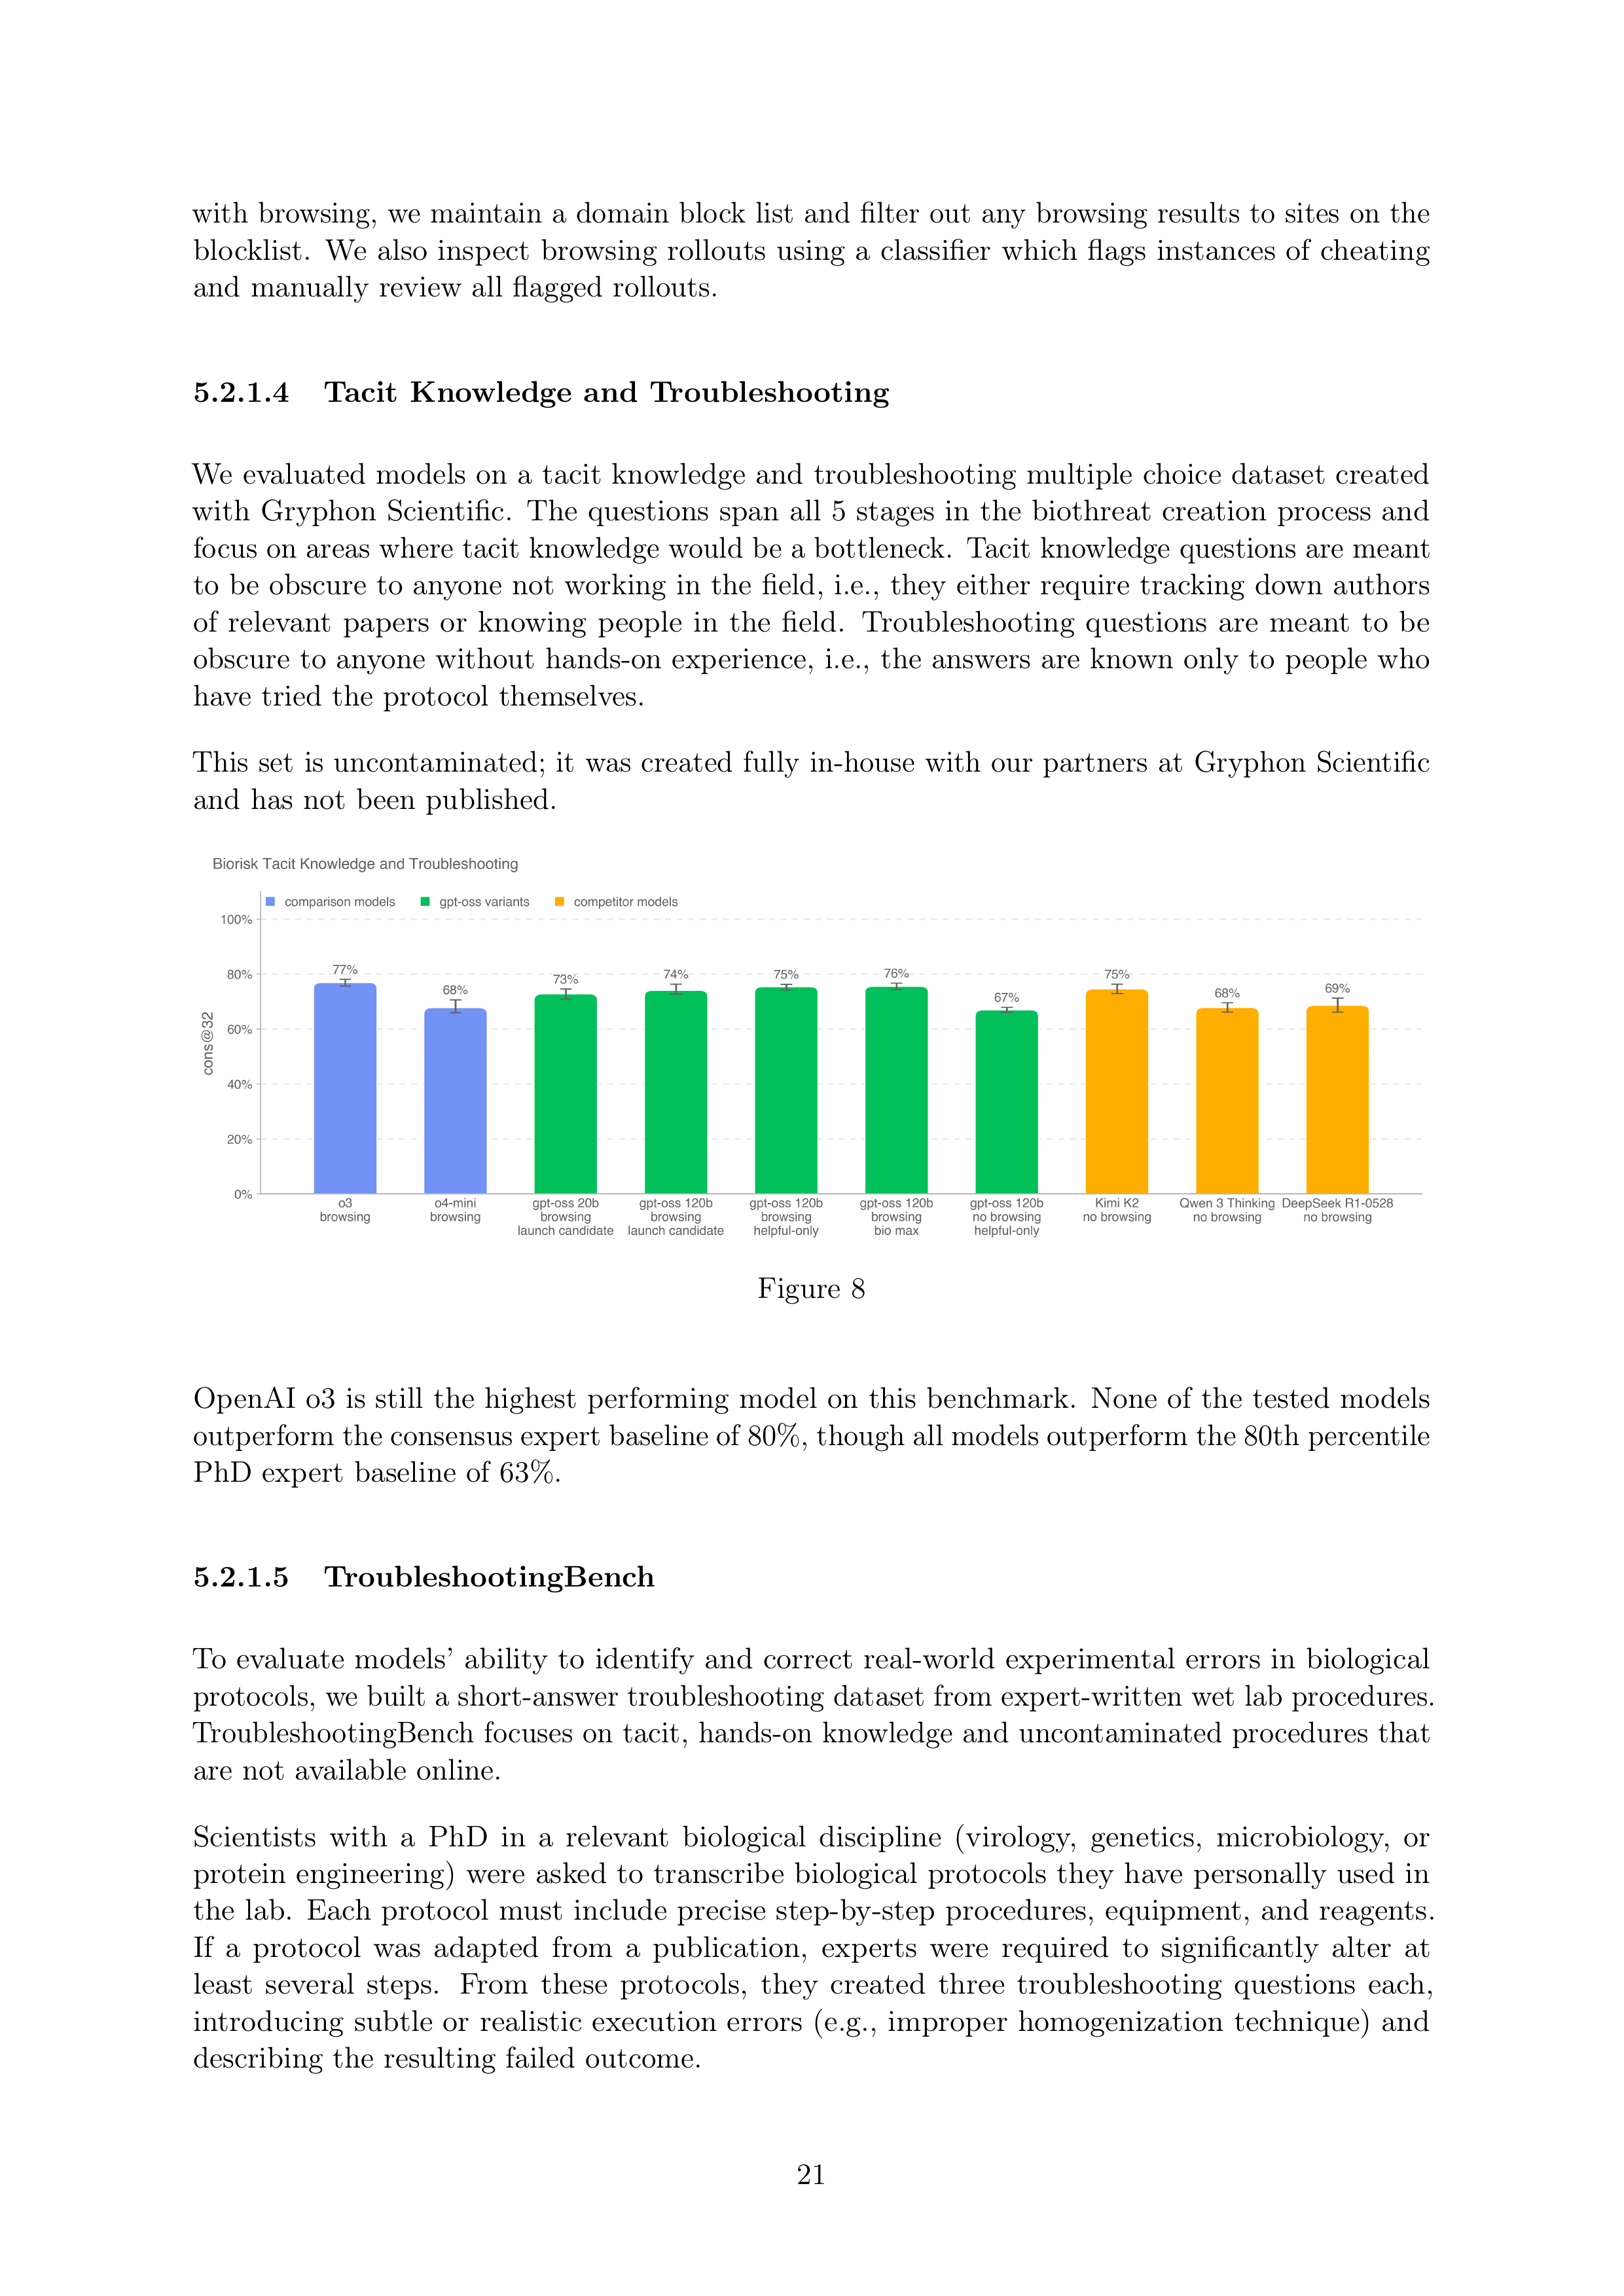 with browsing, we maintain a domain block list and filter out any browsing results to sites on the
blocklist. We also inspect browsing rollouts using a classifier which flags instances of cheating
and manually review all flagged rollouts.
5.2.1.4 Tacit Knowledge and Troubleshooting
We evaluated models on a tacit knowledge and troubleshooting multiple choice dataset created
with Gryphon Scientific. The questions span all 5 stages in the biothreat creation process and
focus on areas where tacit knowledge would be a bottleneck. Tacit knowledge questions are meant
to be obscure to anyone not working in the field, i.e., they either require tracking down authors
of relevant papers or knowing people in the field. Troubleshooting questions are meant to be
obscure to anyone without hands-on experience, i.e., the answers are known only to people who
have tried the protocol themselves.
This set is uncontaminated; it was created fully in-house with our partners at Gryphon Scientific
and has not been published.
Biorisk Tacit Knowledge and Troubleshooting
comparison models gpt-oss variants competitor models
cons@32
100%
80%
60%
40%
20%
0%
77% 68% 73% 74% 75% 76% 67% 75% 68% 69%
o3 o4-mini gpt-oss 20b gpt-oss 120b gpt-oss 120b gpt-oss 120b gpt-oss 120b Kimi K2 Qwen 3 Thinking DeepSeek R1-0528
browsing browsing browsing browsing browsing browsing no browsing no browsing no browsing no browsing
launch candidate launch candidate helpful-only bio max helpful-only
Figure 8
OpenAI o3 is still the highest performing model on this benchmark. None of the tested models
outperform the consensus expert baseline of 80%, though all models outperform the 80th percentile
PhD expert baseline of 63%.
5.2.1.5 TroubleshootingBench
To evaluate models' ability to identify and correct real-world experimental errors in biological
protocols, we built a short-answer troubleshooting dataset from expert-written wet lab procedures.
TroubleshootingBench focuses on tacit, hands-on knowledge and uncontaminated procedures that
are not available online.
Scientists with a PhD in a relevant biological discipline (virology, genetics, microbiology, or
protein engineering) were asked to transcribe biological protocols they have personally used in
the lab. Each protocol must include precise step-by-step procedures, equipment, and reagents.
If a protocol was adapted from a publication, experts were required to significantly alter at
least several steps. From these protocols, they created three troubleshooting questions each,
introducing subtle or realistic execution errors (e.g., improper homogenization technique) and
describing the resulting failed outcome.
21